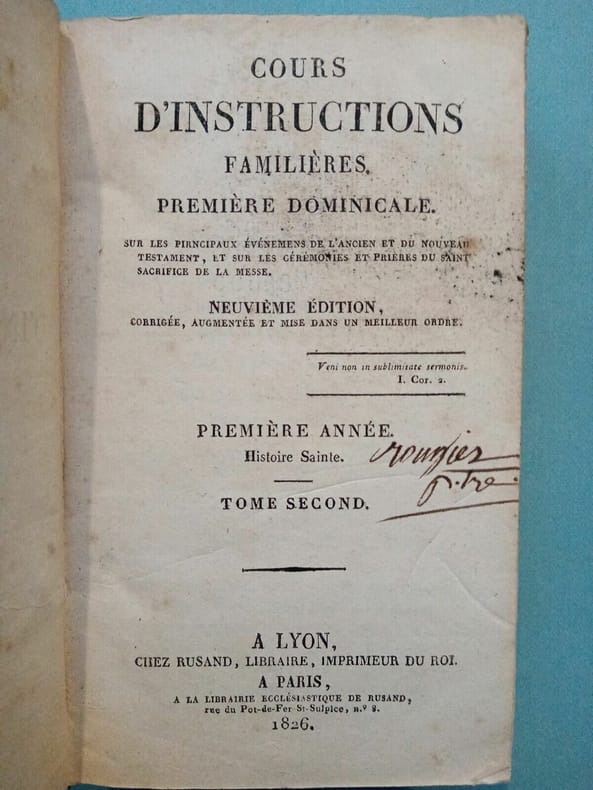 COURS
D'INSTRUCTIONS
FAMILIÈRES.
PREMIÈRE DOMINICALE.
SUR LES PIRNCIPAUX ÉVÉNEMENS DE L'ANCIEN ET DU NOUVEAU
TESTAMENT, ET SUR LES CÉRÉMONIES ET PRIÈRES DU SAINT
SACRIFICE DE LA MESSE.
NEUVIÈME ÉDITION,
CORRIGÉE, AUGMENTÉE ET MISE DANS UN MEILLEUR ORDRE.
Veni non in sublimitate sermonis.
I. Cor. 2.
PREMIÈRE ANNÉE.
Histoire Sainte.
TOME SECOND.
A LYON,
CHEZ RUSAND, LIBRAIRE, IMPRIMEUR DU ROI.
A PARIS,
A LA LIBRAIRIE ECCLÉSIASTIQUE DE RUSAND,
rue du Pot-de-Fer St-Sulpice, n.º 8.
1826.